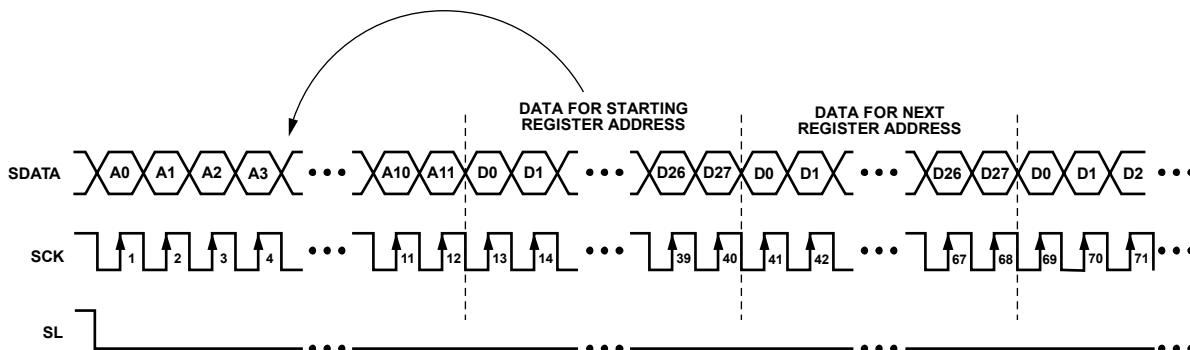 DATA FOR STARTING
REGISTER ADDRESS
DATA FOR NEXT
REGISTER ADDRESS
SDATA A0 A1 A2 A3 ••• A10 A11 D0 D1 ••• D26 D27 D0 D1 ••• D26 D27 D0 D1 D2 •••
SCK 1 2 3 4 ••• 11 12 13 14 ••• 39 40 41 42 ••• 67 68 69 70 71 •••
SL ••• ••• ••• •••